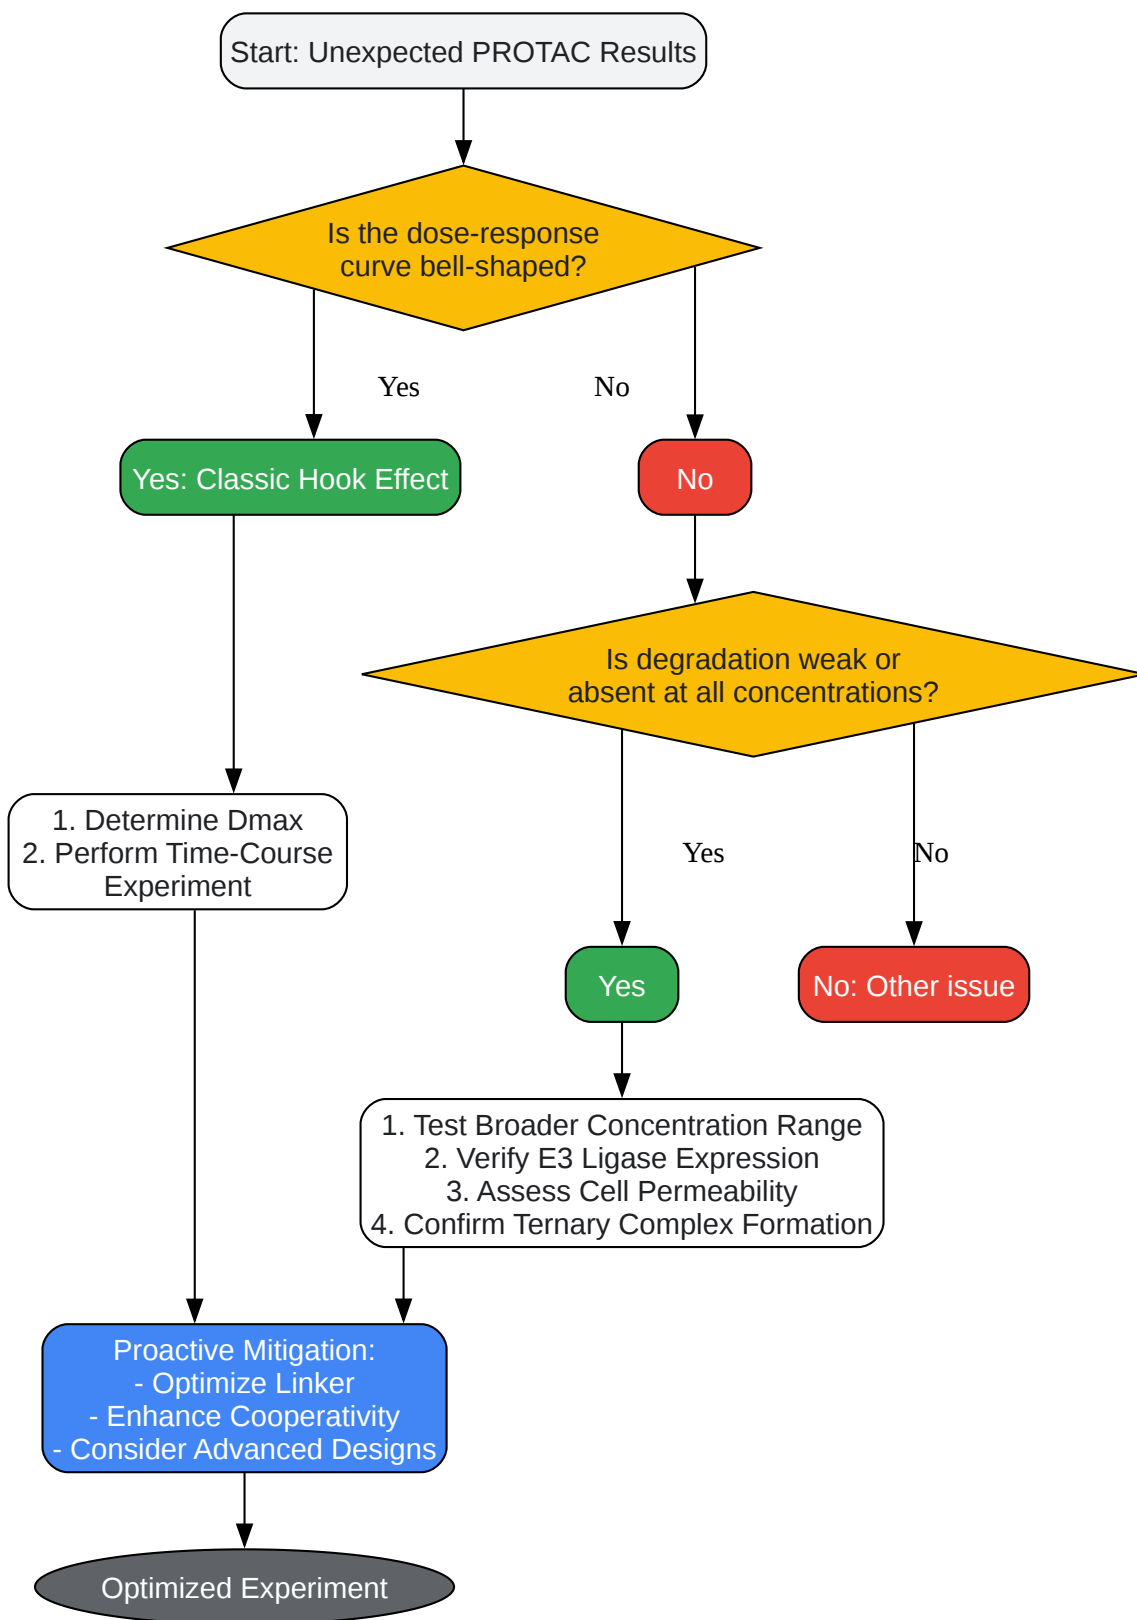 Start: Unexpected PROTAC Results
Is the dose-response
curve bell-shaped?
Yes
No
Yes: Classic Hook Effect
No
Is degradation weak or
absent at all concentrations?
1. Determine Dmax
2. Perform Time-Course
Experiment
Yes
No
Yes
No: Other issue
1. Test Broader Concentration Range
2. Verify E3 Ligase Expression
3. Assess Cell Permeability
4. Confirm Ternary Complex Formation
Proactive Mitigation:
- Optimize Linker
- Enhance Cooperativity
- Consider Advanced Designs
Optimized Experiment